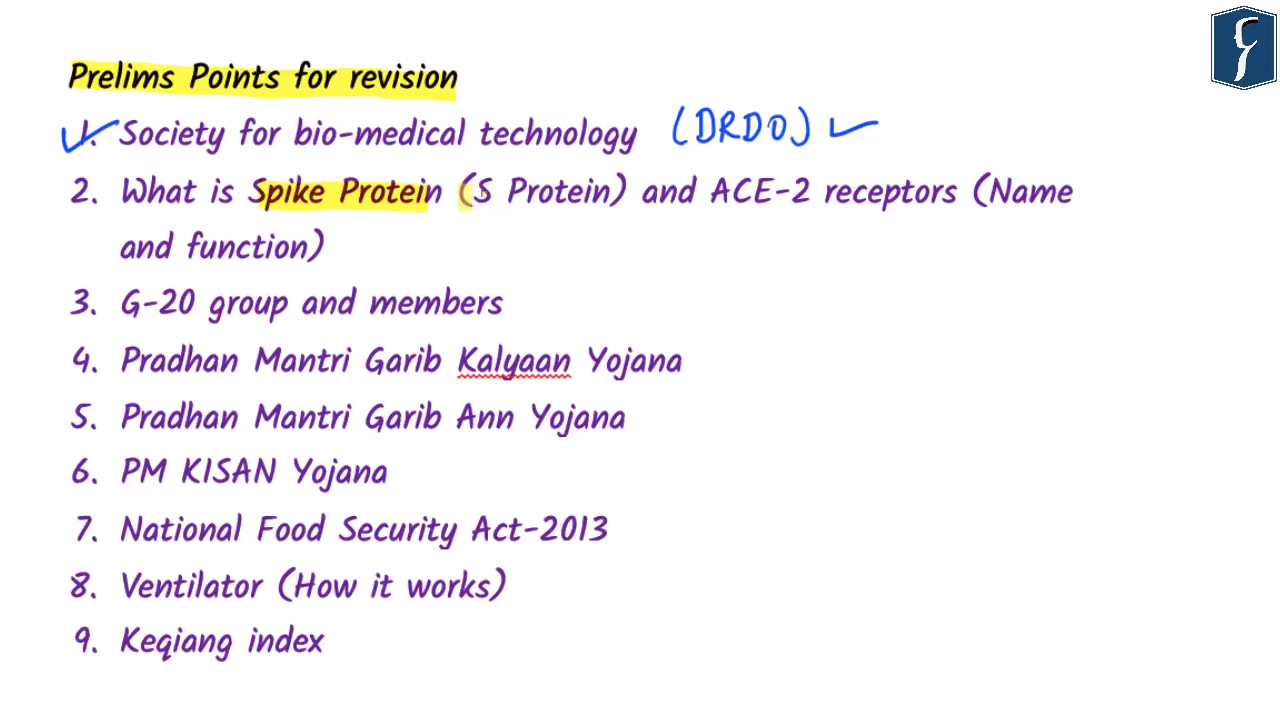 Prelims Points for revision
1. Society for bio-medical technology (DRDO)
2. What is Spike Protein (S Protein) and ACE-2 receptors (Name
and function)
3. G-20 group and members
4. Pradhan Mantri Garib Kalyaan Yojana
5. Pradhan Mantri Garib Ann Yojana
6. PM KISAN Yojana
7. National Food Security Act-2013
8. Ventilator (How it works)
9. Keqiang index